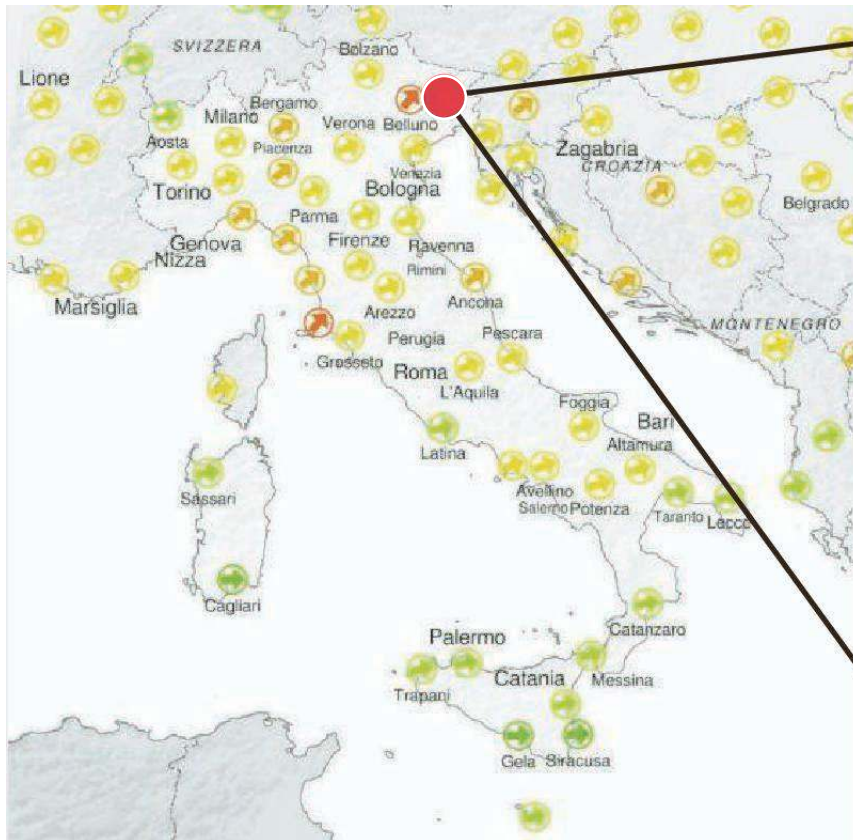 Bolzano
SVIZZERA
Lione
Bergamo
Milano
Verona
Belluno
Aosta
Piacenza
Zagabria
CROAZIA
Venezia
Torino
Bologna
Belgrado
Parma
Genova
Firenze
Ravenna
Nizza
Rimini
Marsiglia
Arezzo
Ancona
MONTENEGRO
Perugia
Pescara
Grosseto
Roma
L'Aquila
Foggia
Bari
Altamura
Latina
Sassari
Avellino
Salerno
Potenza
Taranto
Lecce
Cagliari
Catanzaro
Palermo
Catania
Messina
Trapani
Gela
Siracusa